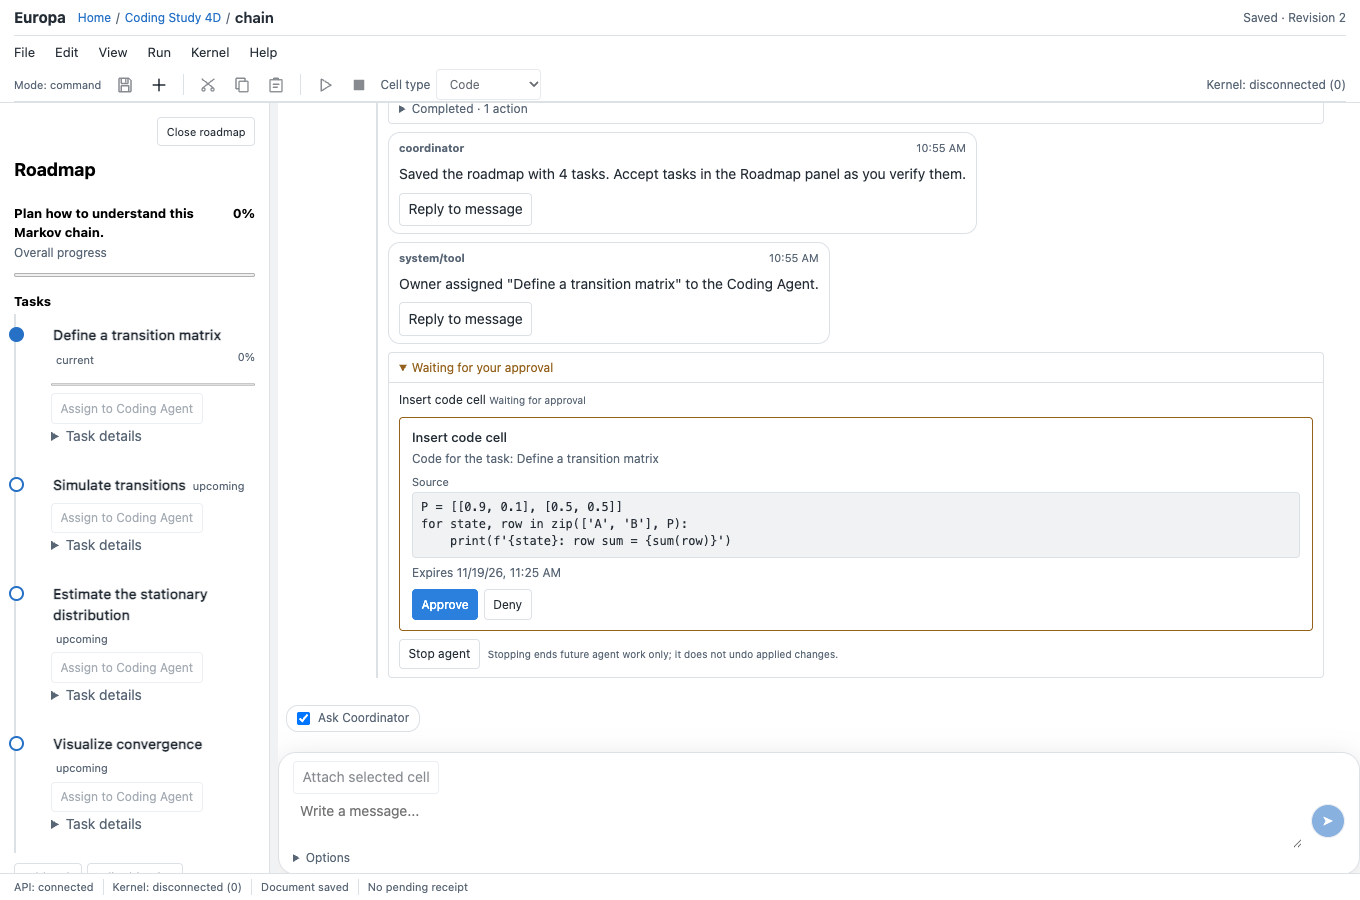 Europa Home / Coding Study 4D / chain
Saved · Revision 2
File Edit View Run Kernel Help
Mode: command
Cell type Code
Kernel: disconnected (0)
Close roadmap
Roadmap
Plan how to understand this
Markov chain.
0%
Overall progress
Tasks
Define a transition matrix
current
0%
Assign to Coding Agent
Task details
Simulate transitions upcoming
Assign to Coding Agent
Task details
Estimate the stationary
distribution
upcoming
Assign to Coding Agent
Task details
Visualize convergence
upcoming
Assign to Coding Agent
Task details
Completed · 1 action
coordinator 10:55 AM
Saved the roadmap with 4 tasks. Accept tasks in the Roadmap panel as you verify them.
Reply to message
system/tool 10:55 AM
Owner assigned "Define a transition matrix" to the Coding Agent.
Reply to message
Waiting for your approval
Insert code cell Waiting for approval
Insert code cell
Code for the task: Define a transition matrix
Source
P = [[0.9, 0.1], [0.5, 0.5]]
for state, row in zip(['A', 'B'], P):
    print(f'{state}: row sum = {sum(row)}')
Expires 11/19/26, 11:25 AM
Approve Deny
Stop agent Stopping ends future agent work only; it does not undo applied changes.
Ask Coordinator
Attach selected cell
Write a message...
Options
API: connected Kernel: disconnected (0) Document saved No pending receipt